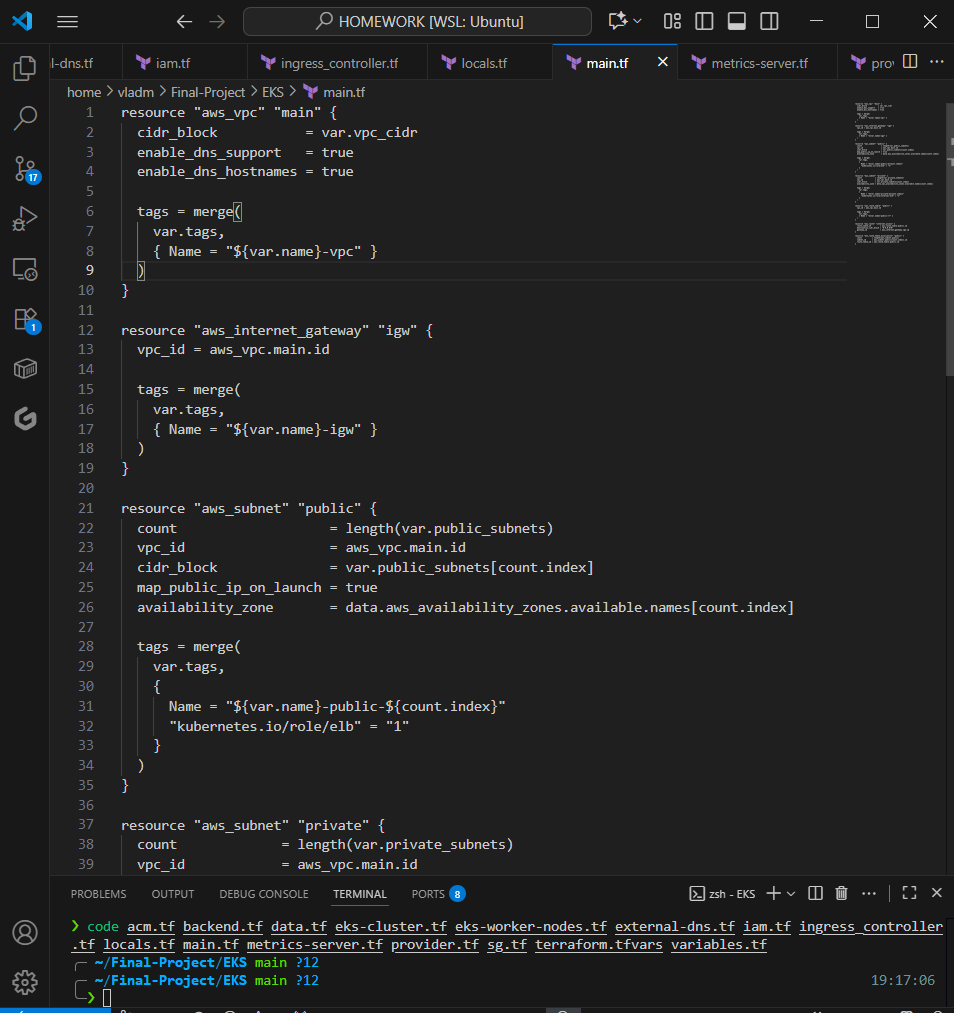 HOMEWORK [WSL: Ubuntu]
l-dns.tf iam.tf ingress_controller.tf locals.tf main.tf metrics-server.tf prov
home > vladm > Final-Project > EKS > main.tf
1 resource "aws_vpc" "main" {
2 cidr_block = var.vpc_cidr
3 enable_dns_support = true
4 enable_dns_hostnames = true
5
6 tags = merge(
7 var.tags,
8 { Name = "${var.name}-vpc" }
9 )
10 }
11
12 resource "aws_internet_gateway" "igw" {
13 vpc_id = aws_vpc.main.id
14
15 tags = merge(
16 var.tags,
17 { Name = "${var.name}-igw" }
18 )
19 }
20
21 resource "aws_subnet" "public" {
22 count = length(var.public_subnets)
23 vpc_id = aws_vpc.main.id
24 cidr_block = var.public_subnets[count.index]
25 map_public_ip_on_launch = true
26 availability_zone = data.aws_availability_zones.available.names[count.index]
27
28 tags = merge(
29 var.tags,
30 {
31 Name = "${var.name}-public-${count.index}"
32 "kubernetes.io/role/elb" = "1"
33 }
34 )
35 }
36
37 resource "aws_subnet" "private" {
38 count = length(var.private_subnets)
39 vpc_id = aws_vpc.main.id
17
1
PROBLEMS OUTPUT DEBUG CONSOLE TERMINAL PORTS 8 zsh - EKS
❯ code acm.tf backend.tf data.tf eks-cluster.tf eks-worker-nodes.tf external-dns.tf iam.tf ingress_controller
.tf locals.tf main.tf metrics-server.tf provider.tf sg.tf terraform.tfvars variables.tf
~/Final-Project/EKS main ?12
~/Final-Project/EKS main ?12 19:17:06
❯